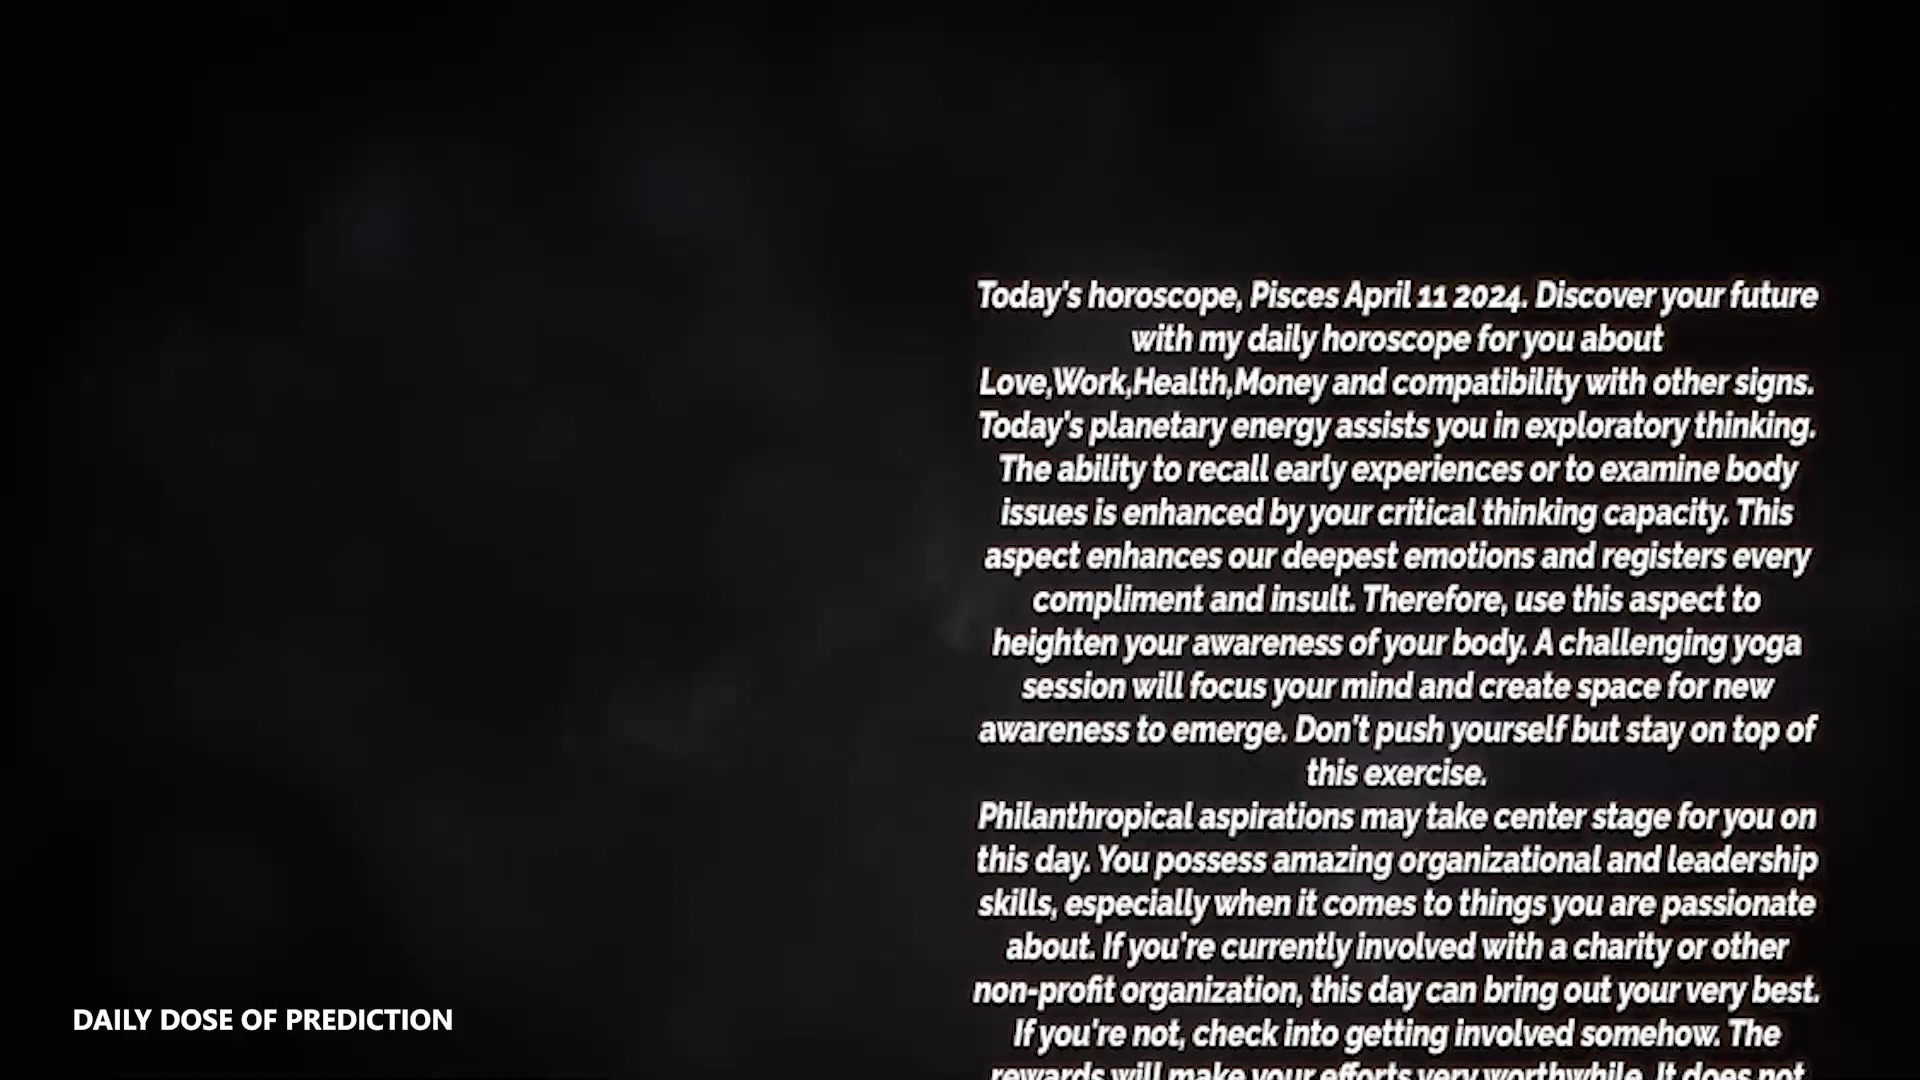 Today's horoscope, Pisces April 11 2024. Discover your future
with my daily horoscope for you about
Love,Work,Health,Money and compatibility with other signs.
Today's planetary energy assists you in exploratory thinking.
The ability to recall early experiences or to examine body
issues is enhanced by your critical thinking capacity. This
aspect enhances our deepest emotions and registers every
compliment and insult. Therefore, use this aspect to
heighten your awareness of your body. A challenging yoga
session will focus your mind and create space for new
awareness to emerge. Don't push yourself but stay on top of
this exercise.
Philanthropical aspirations may take center stage for you on
this day. You possess amazing organizational and leadership
skills, especially when it comes to things you are passionate
about. If you're currently involved with a charity or other
non-profit organization, this day can bring out your very best.
If you're not, check into getting involved somehow. The
rewards will make your efforts very worthwhile. It does not
DAILY DOSE OF PREDICTION